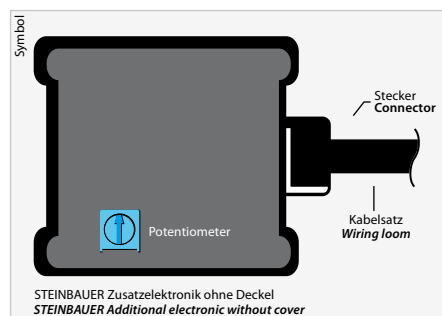 Symbol
Stecker
Connector
Potentiometer
Kabelsatz
Wiring loom
STEINBAUER Zusatzelektronik ohne Deckel
STEINBAUER Additional electronic without cover